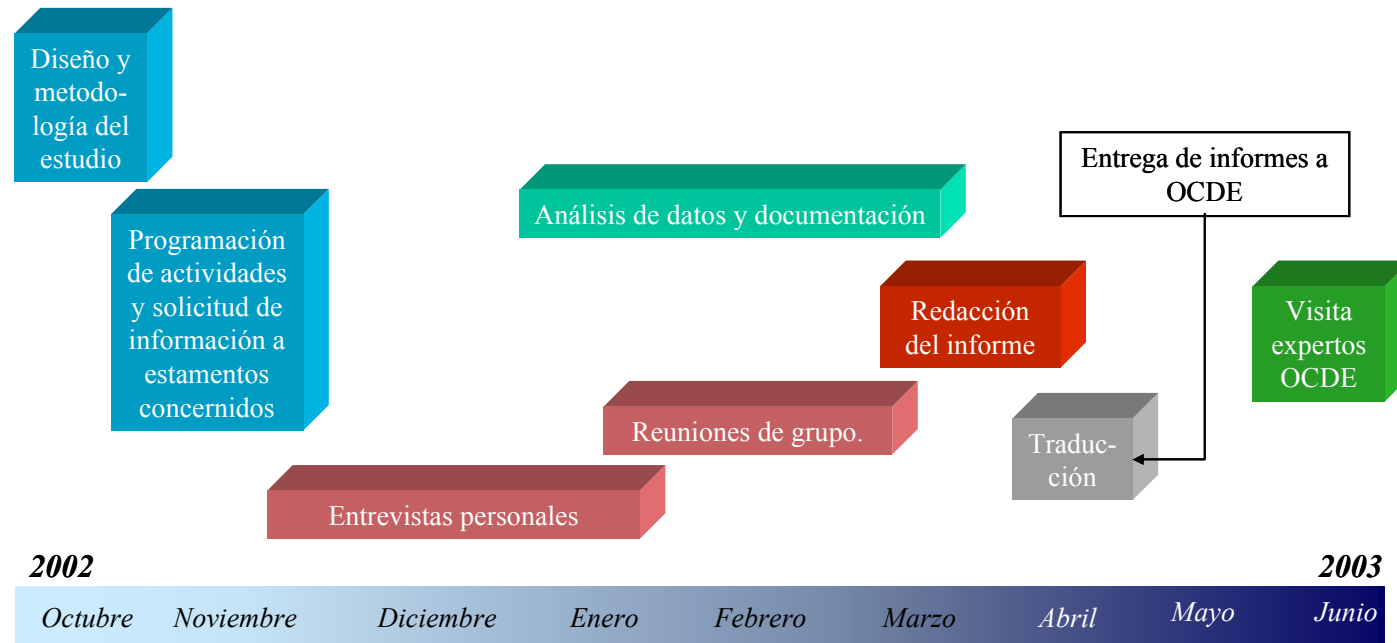 Diseño y
metodo-
logía del
estudio
Programación
de actividades
y solicitud de
información a
estamentos
concernidos
Análisis de datos y documentación
Entrega de informes a
OCDE
Redacción
del informe
Visita
expertos
OCDE
Reuniones de grupo.
Traduc-
ción
Entrevistas personales
2002
2003
Octubre Noviembre Diciembre Enero Febrero Marzo Abril Mayo Junio